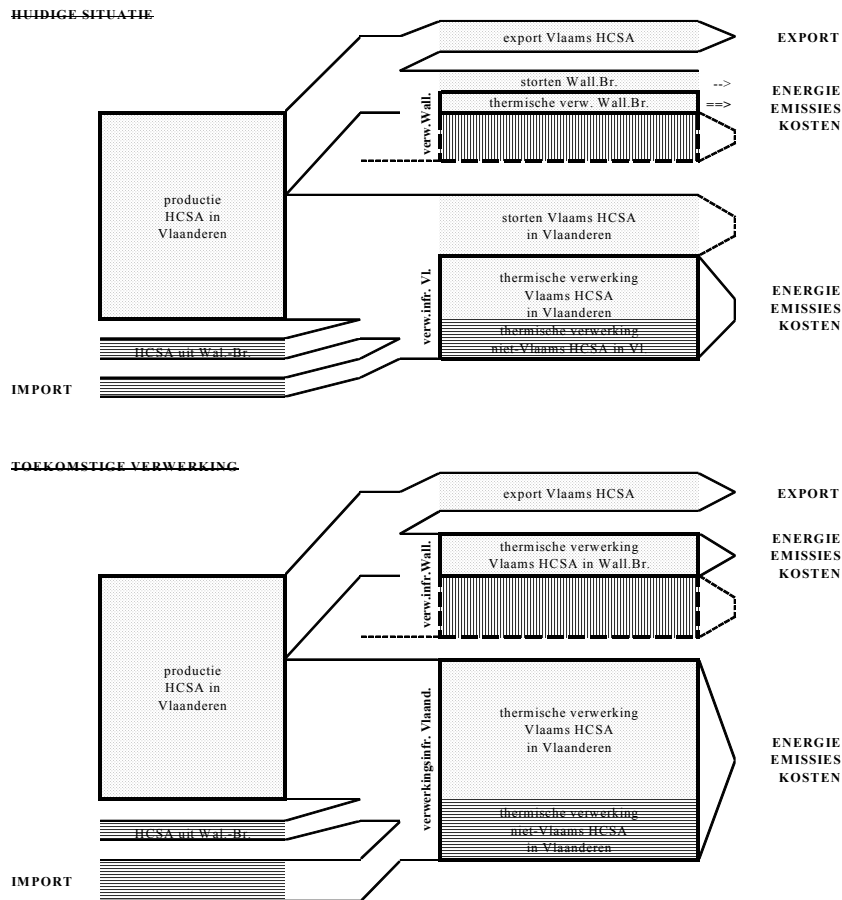 HUIDIGE SITUATIE
export Vlaams HCSA
EXPORT
storten Wall.Br.
-->
thermische verw. Wall.Br.
==>
ENERGIE
EMISSIES
KOSTEN
verw.Wall.
productie
HCSA in
Vlaanderen
storten Vlaams HCSA
in Vlaanderen
verw.infr. Vl.
thermische verwerking
Vlaams HCSA
in Vlaanderen
thermische verwerking
niet-Vlaams HCSA in Vl.
ENERGIE
EMISSIES
KOSTEN
HCSA uit Wal.-Br.
IMPORT
TOEKOMSTIGE VERWERKING
export Vlaams HCSA
EXPORT
verw.infr.Wall.
thermische verwerking
Vlaams HCSA in Wall.Br.
ENERGIE
EMISSIES
KOSTEN
productie
HCSA in
Vlaanderen
verwerkingsinfr. Vlaand.
thermische verwerking
Vlaams HCSA
in Vlaanderen
ENERGIE
EMISSIES
KOSTEN
thermische verwerking
niet-Vlaams HCSA
in Vlaanderen
HCSA uit Wal.-Br.
IMPORT